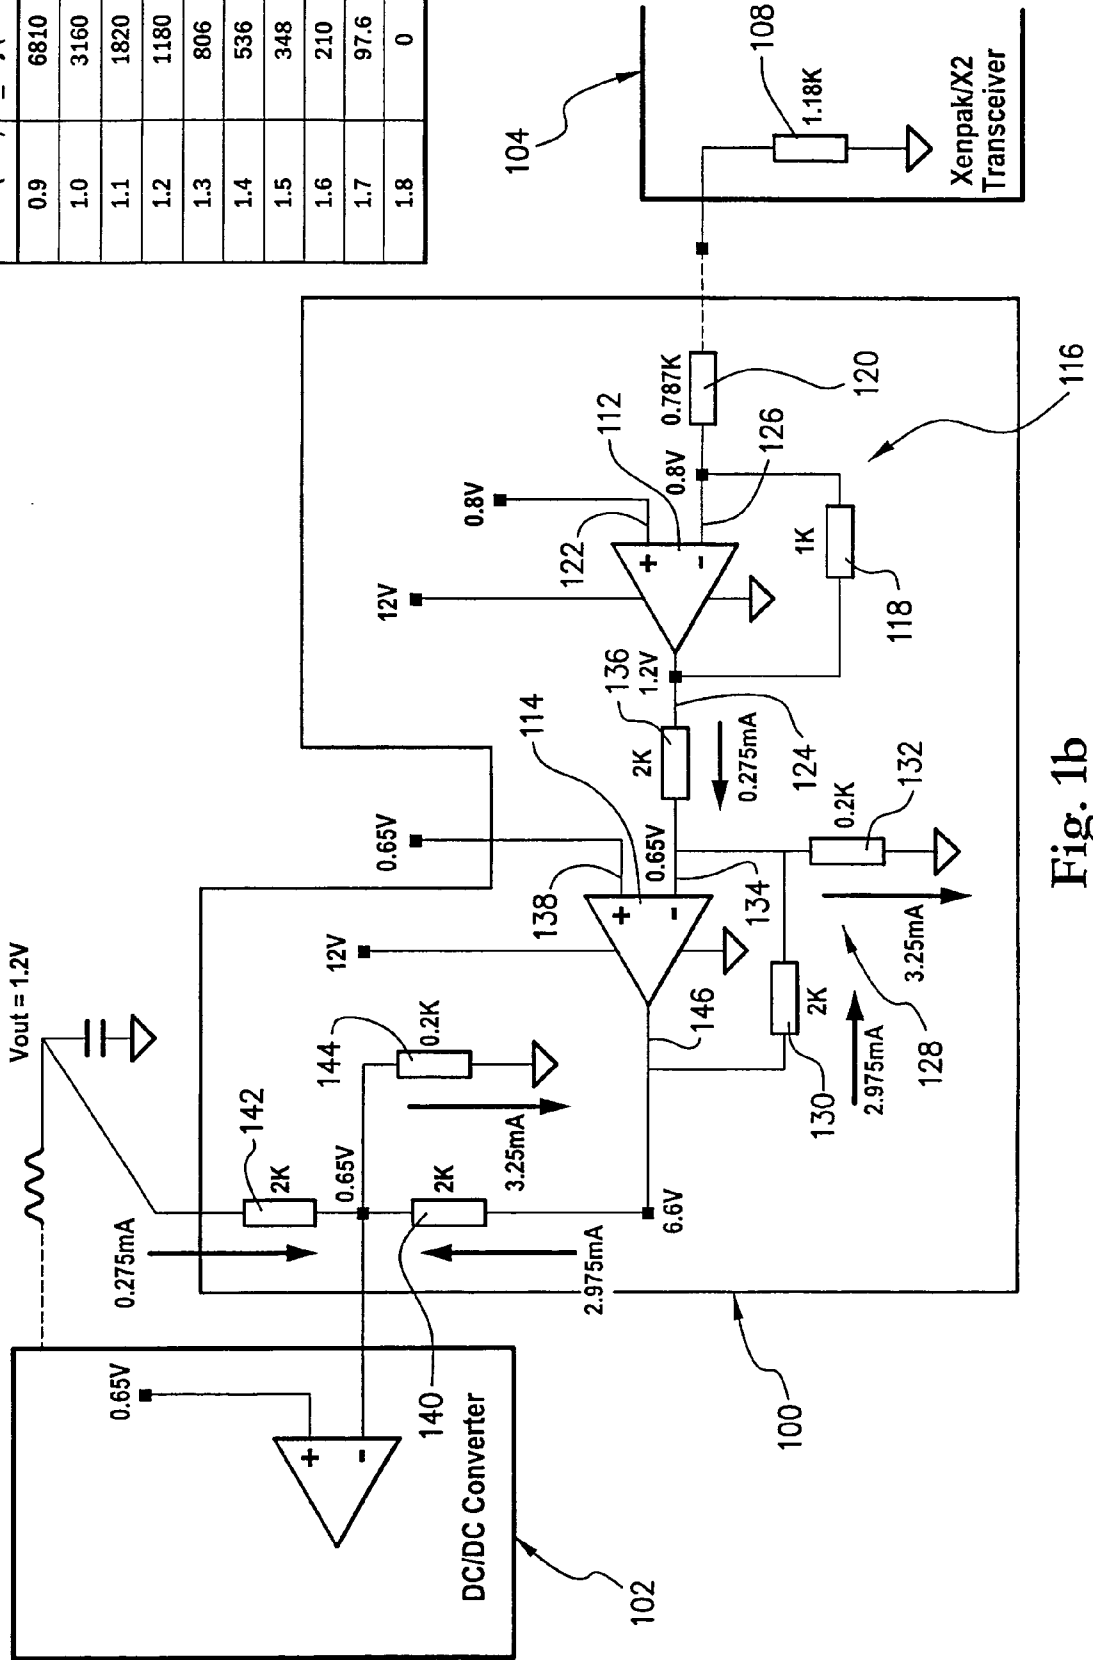 0.9 6810
1.0 3160
1.1 1820
1.2 1180
1.3 806
1.4 536
1.5 348
1.6 210
1.7 97.6
1.8 0
104
108
1.18K
Xenpak/X2
Transceiver
Vout = 1.2V
12V
0.8V
122
112
0.8V
0.787K
120
126
116
1K
118
136
1.2V
124
2K
0.275mA
0.65V
138
114
0.65V
134
0.2K
132
3.25mA
12V
146
2K
130
2.975mA
128
144
0.2K
3.25mA
142
2K
0.65V
0.275mA
2K
140
2.975mA
6.6V
100
0.65V
DC/DC Converter
102
+
–
+
–
+
–
Fig. 1b